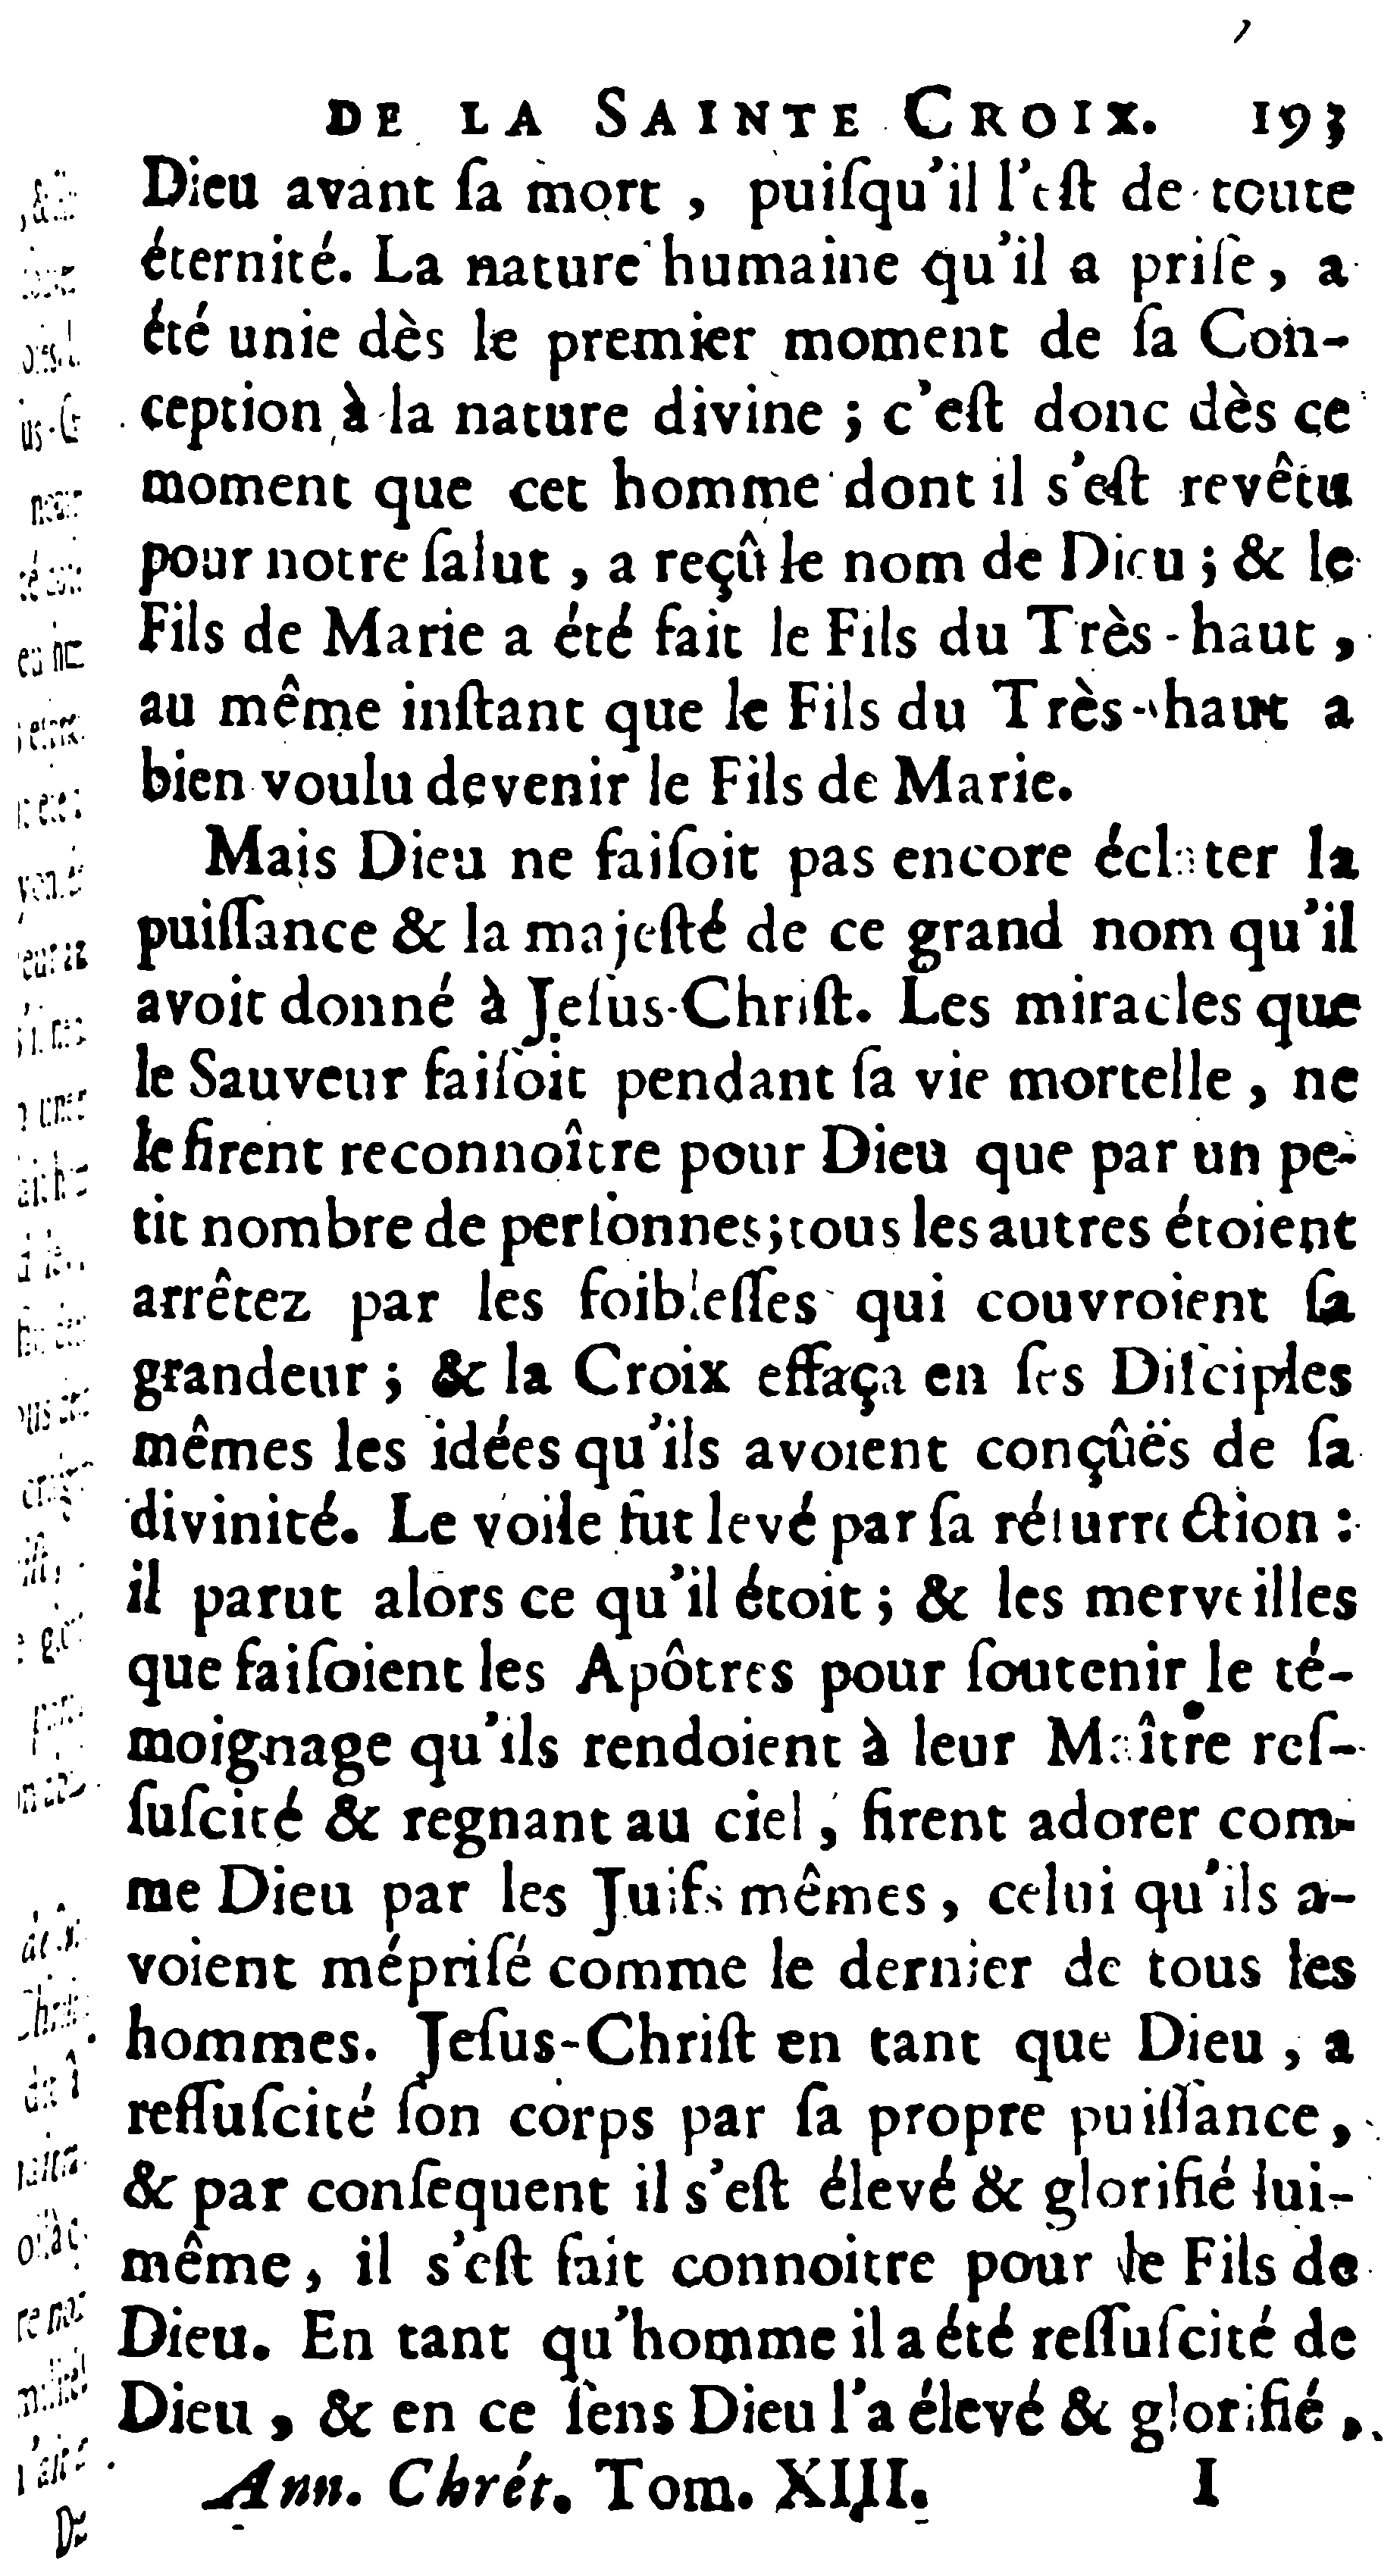 DE LA SAINTE CROIX. 193
Dieu avant ſa mort , puiſqu'il l'eſt de toute
éternité. La nature humaine qu'il a priſe, a
été unie dès le premier moment de ſa Con-
ception à la nature divine ; c'eſt donc dès ce
moment que cet homme dont il s'eſt revêtu
pour notre ſalut , a reçû le nom de Dieu ; & le
Fils de Marie a été fait le Fils du Très-haut ,
au même inſtant que le Fils du Très-haut a
bien voulu devenir le Fils de Marie.
Mais Dieu ne faiſoit pas encore éclater la
puiſſance & la majeſté de ce grand nom qu'il
avoit donné à Jeſus-Chriſt. Les miracles que
le Sauveur faiſoit pendant ſa vie mortelle , ne
le firent reconnoître pour Dieu que par un pe-
tit nombre de perſonnes ; tous les autres étoient
arrêtez par les foibleſſes qui couvroient ſa
grandeur ; & la Croix effaça en ſes Diſciples
mêmes les idées qu'ils avoient conçûës de ſa
divinité. Le voile fut levé par ſa réſurrection :
il parut alors ce qu'il étoit ; & les merveilles
que faiſoient les Apôtres pour ſoutenir le té-
moignage qu'ils rendoient à leur Maître reſ-
ſuſcité & regnant au ciel , firent adorer com-
me Dieu par les Juifs mêmes , celui qu'ils a-
voient mépriſé comme le dernier de tous les
hommes. Jeſus-Chriſt en tant que Dieu , a
reſſuſcité ſon corps par ſa propre puiſſance ,
& par conſequent il s'eſt élevé & glorifié lui-
même , il s'eſt fait connoitre pour le Fils de
Dieu. En tant qu'homme il a été reſſuſcité de
Dieu , & en ce ſens Dieu l'a élevé & glorifié ,
Ann. Chrét. Tom. XIII. I